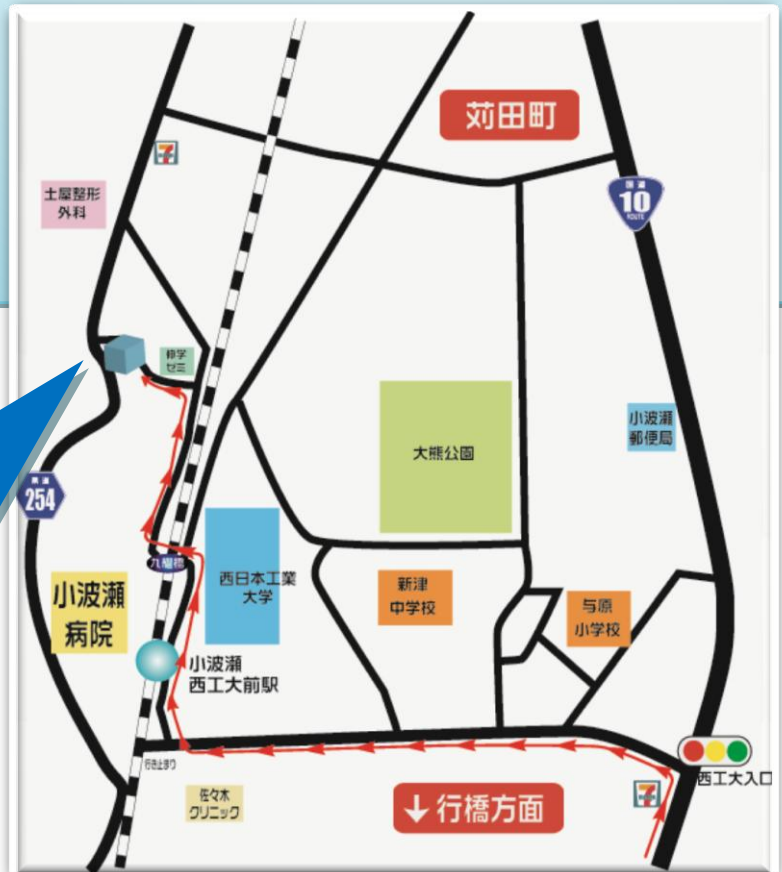 苅田町
7
土屋整形
外科
国道
10
ROUTE
修学
ゼミ
小波瀬
郵便局
大熊公園
県道
254
西日本工業
大学
新津
中学校
与原
小学校
小波瀬
病院
小波瀬
西工大前駅
西工大入口
行き止まり
7
佐々木
クリニック
↓行橋方面